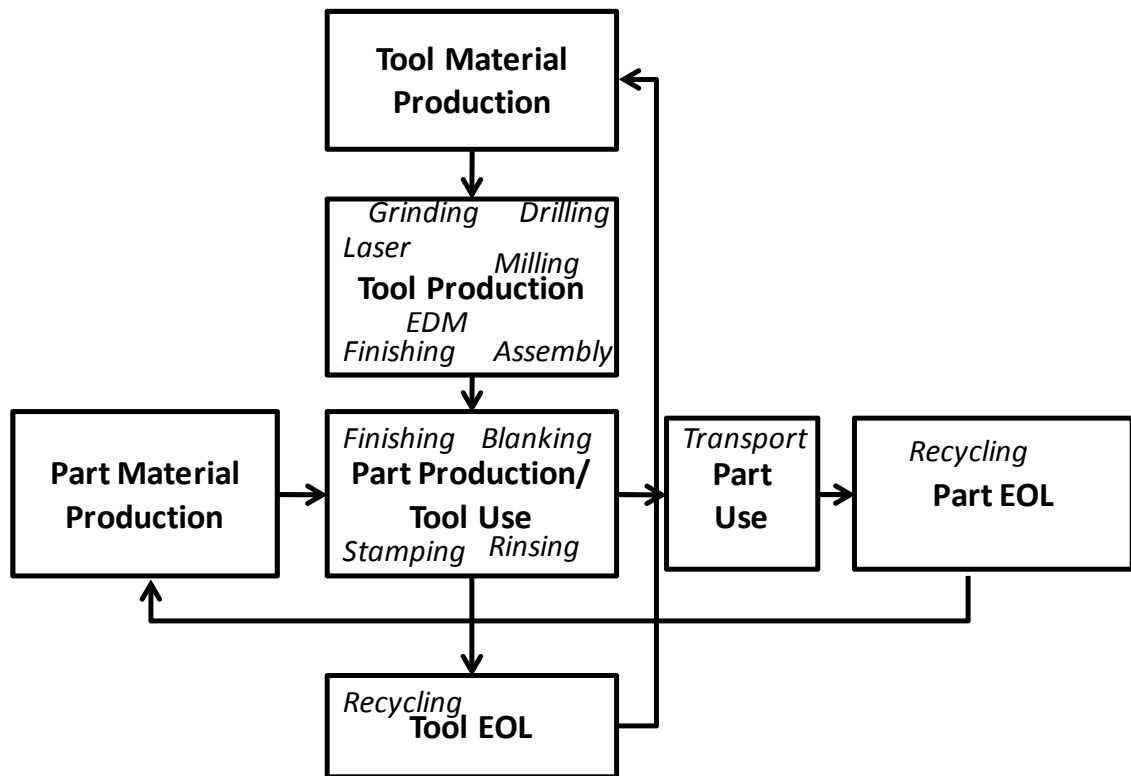 Tool Material
Production
Grinding Drilling
Laser
Milling
Tool Production
EDM
Finishing Assembly
Part Material
Production
Finishing Blanking
Part Production/
Tool Use
Stamping Rinsing
Transport
Part
Use
Recycling
Part EOL
Recycling
Tool EOL